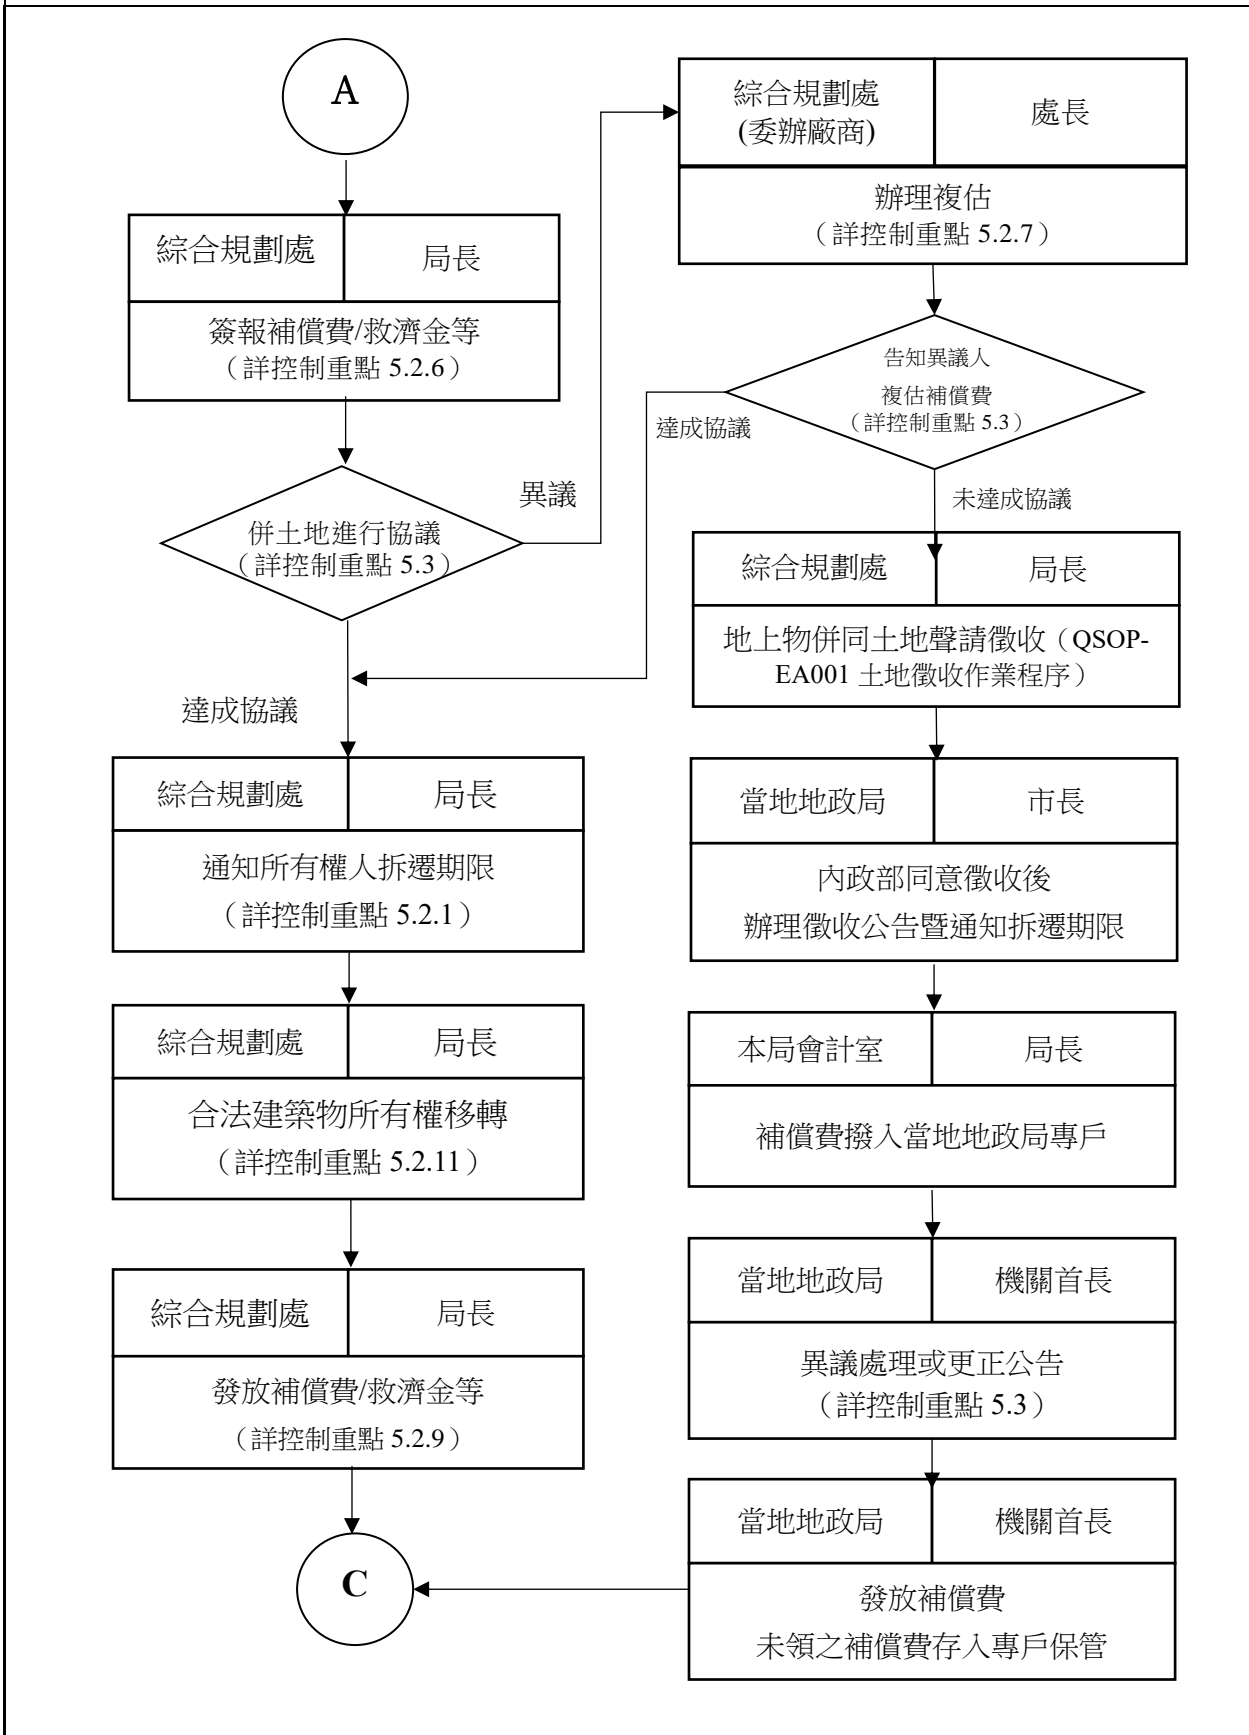 A
綜合規劃處
局長
簽報補償費/救濟金等
（詳控制重點 5.2.6）
併土地進行協議
（詳控制重點 5.3）
異議
達成協議
綜合規劃處
局長
通知所有權人拆遷期限
（詳控制重點 5.2.1）
綜合規劃處
局長
合法建築物所有權移轉
（詳控制重點 5.2.11）
綜合規劃處
局長
發放補償費/救濟金等
（詳控制重點 5.2.9）
C
綜合規劃處
(委辦廠商)
處長
辦理複估
（詳控制重點 5.2.7）
告知異議人
複估補償費
（詳控制重點 5.3）
達成協議
未達成協議
綜合規劃處
局長
地上物併同土地聲請徵收（QSOP-
EA001 土地徵收作業程序）
當地地政局
市長
內政部同意徵收後
辦理徵收公告暨通知拆遷期限
本局會計室
局長
補償費撥入當地地政局專戶
當地地政局
機關首長
異議處理或更正公告
（詳控制重點 5.3）
當地地政局
機關首長
發放補償費
未領之補償費存入專戶保管